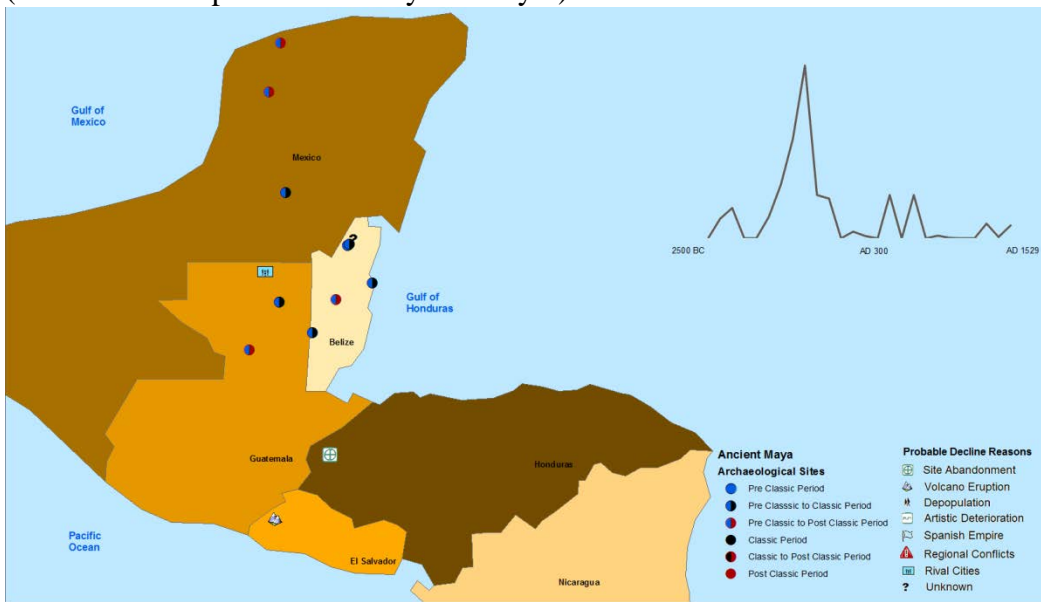 Gulf of
Mexico
Mexico
2500 BC
AD 300
AD 1529
?
Gulf of
Honduras
Belize
Guatemala
Honduras
Pacific
Ocean
El Salvador
Nicaragua
Ancient Maya
Archaeological Sites
Pre Classic Period
Pre Classsic to Classic Period
Pre Classic to Post Classic Period
Classic Period
Classic to Post Classic Period
Post Classic Period
Probable Decline Reasons
Site Abandonment
Volcano Eruption
Depopulation
Artistic Deterioration
Spanish Empire
Regional Conflicts
Rival Cities
? Unknown